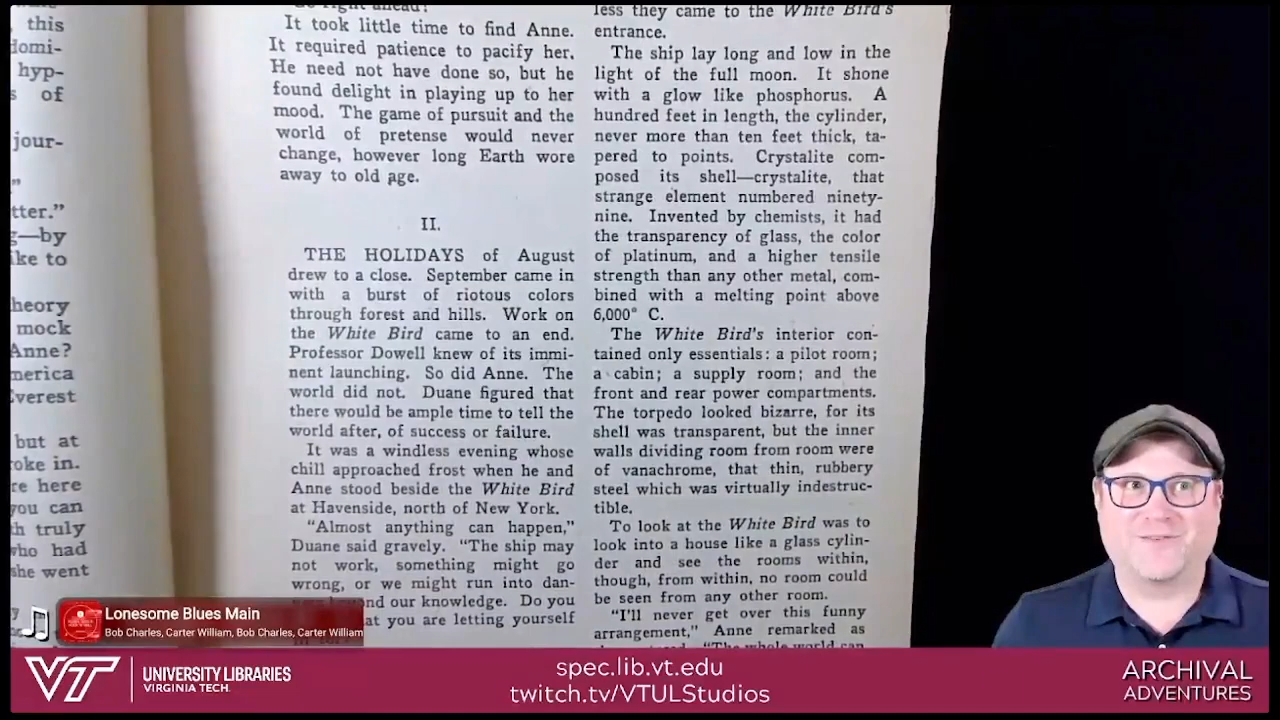 this
hyp-
of
jour-
"
tter."
g—by
ike to
heory
mock
Anne?
merica
Everest
but at
oke in.
re here
you can
h truly
who had
she went
It took little time to find Anne.
It required patience to pacify her.
He need not have done so, but he
found delight in playing up to her
mood. The game of pursuit and the
world of pretense would never
change, however long Earth wore
away to old age.
II.
THE HOLIDAYS of August
drew to a close. September came in
with a burst of riotous colors
through forest and hills. Work on
the White Bird came to an end.
Professor Dowell knew of its immi-
nent launching. So did Anne. The
world did not. Duane figured that
there would be ample time to tell the
world after, of success or failure.
It was a windless evening whose
chill approached frost when he and
Anne stood beside the White Bird
at Havenside, north of New York.
"Almost anything can happen,"
Duane said gravely. "The ship may
not work, something might go
wrong, or we might run into dan-
our knowledge. Do you
at you are letting yourself
less they came to the White Bird's
entrance.
The ship lay long and low in the
light of the full moon. It shone
with a glow like phosphorus. A
hundred feet in length, the cylinder,
never more than ten feet thick, ta-
pered to points. Crystalite com-
posed its shell—crystalite, that
strange element numbered ninety-
nine. Invented by chemists, it had
the transparency of glass, the color
of platinum, and a higher tensile
strength than any other metal, com-
bined with a melting point above
6,000° C.
The White Bird's interior con-
tained only essentials: a pilot room;
a cabin; a supply room; and the
front and rear power compartments.
The torpedo looked bizarre, for its
shell was transparent, but the inner
walls dividing room from room were
of vanachrome, that thin, rubbery
steel which was virtually indestruc-
tible.
To look at the White Bird was to
look into a house like a glass cylin-
der and see the rooms within,
though, from within, no room could
be seen from any other room.
"I'll never get over this funny
arrangement," Anne remarked as
Lonesome Blues Main
Bob Charles, Carter William, Bob Charles, Carter William
VT
UNIVERSITY LIBRARIES
VIRGINIA TECH.
spec.lib.vt.edu
twitch.tv/VTULStudios
ARCHIVAL
ADVENTURES